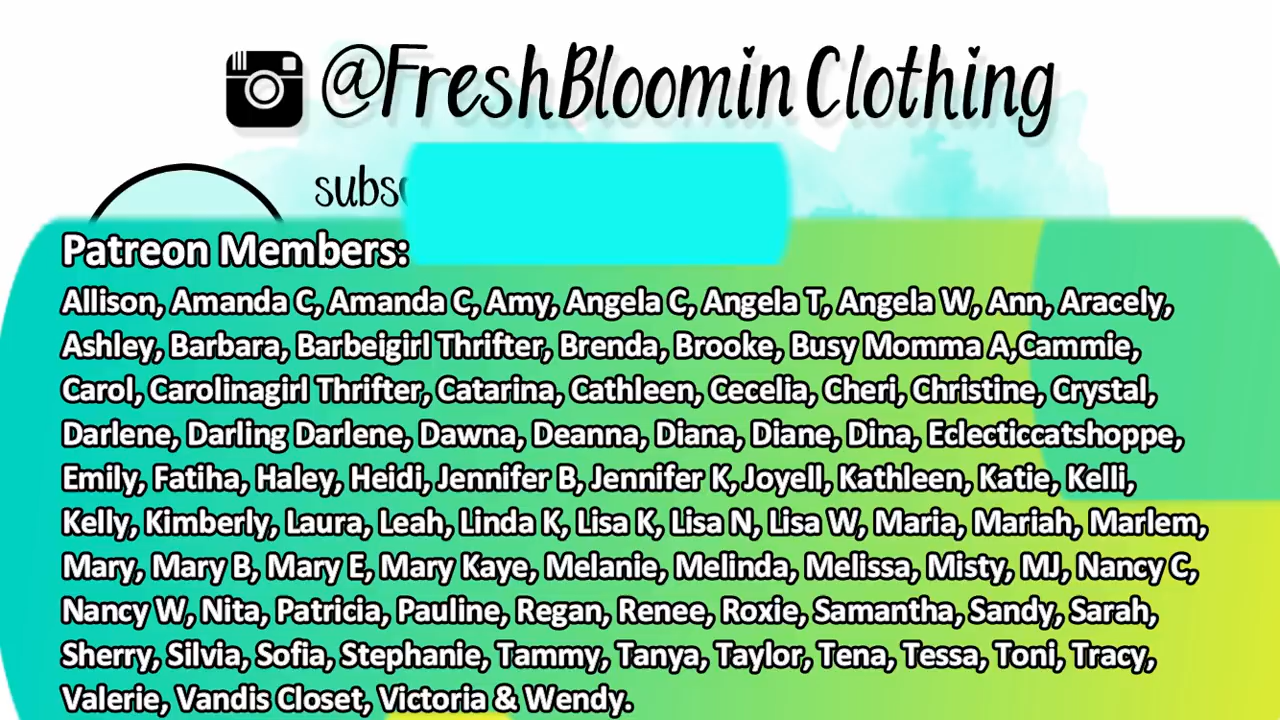 @FreshBloominClothing
Patreon Members:
Allison, Amanda C, Amanda C, Amy, Angela C, Angela T, Angela W, Ann, Aracely,
Ashley, Barbara, Barbeigirl Thrifter, Brenda, Brooke, Busy Momma A,Cammie,
Carol, Carolinagirl Thrifter, Catarina, Cathleen, Cecelia, Cheri, Christine, Crystal,
Darlene, Darling Darlene, Dawna, Deanna, Diana, Diane, Dina, Eclecticcatshoppe,
Emily, Fatiha, Haley, Heidi, Jennifer B, Jennifer K, Joyell, Kathleen, Katie, Kelli,
Kelly, Kimberly, Laura, Leah, Linda K, Lisa K, Lisa N, Lisa W, Maria, Mariah, Marlem,
Mary, Mary B, Mary E, Mary Kaye, Melanie, Melinda, Melissa, Misty, MJ, Nancy C,
Nancy W, Nita, Patricia, Pauline, Regan, Renee, Roxie, Samantha, Sandy, Sarah,
Sherry, Silvia, Sofia, Stephanie, Tammy, Tanya, Taylor, Tena, Tessa, Toni, Tracy,
Valerie, Vandis Closet, Victoria & Wendy.